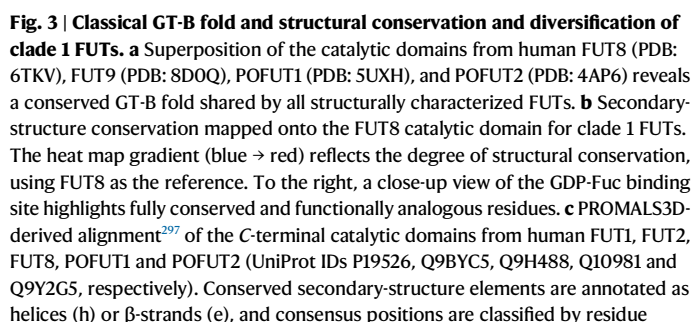 Fig. 3 | Classical GT-B fold and structural conservation and diversification of
clade 1 FUTs. a Superposition of the catalytic domains from human FUT8 (PDB:
6TKV), FUT9 (PDB: 8D0Q), POFUT1 (PDB: 5UXH), and POFUT2 (PDB: 4AP6) reveals
a conserved GT-B fold shared by all structurally characterized FUTs. b Secondary-
structure conservation mapped onto the FUT8 catalytic domain for clade 1 FUTs.
The heat map gradient (blue → red) reflects the degree of structural conservation,
using FUT8 as the reference. To the right, a close-up view of the GDP-Fuc binding
site highlights fully conserved and functionally analogous residues. c PROMALS3D-
derived alignment297 of the C-terminal catalytic domains from human FUT1, FUT2,
FUT8, POFUT1 and POFUT2 (UniProt IDs P19526, Q9BYC5, Q9H488, Q10981 and
Q9Y2G5, respectively). Conserved secondary-structure elements are annotated as
helices (h) or β-strands (e), and consensus positions are classified by residue